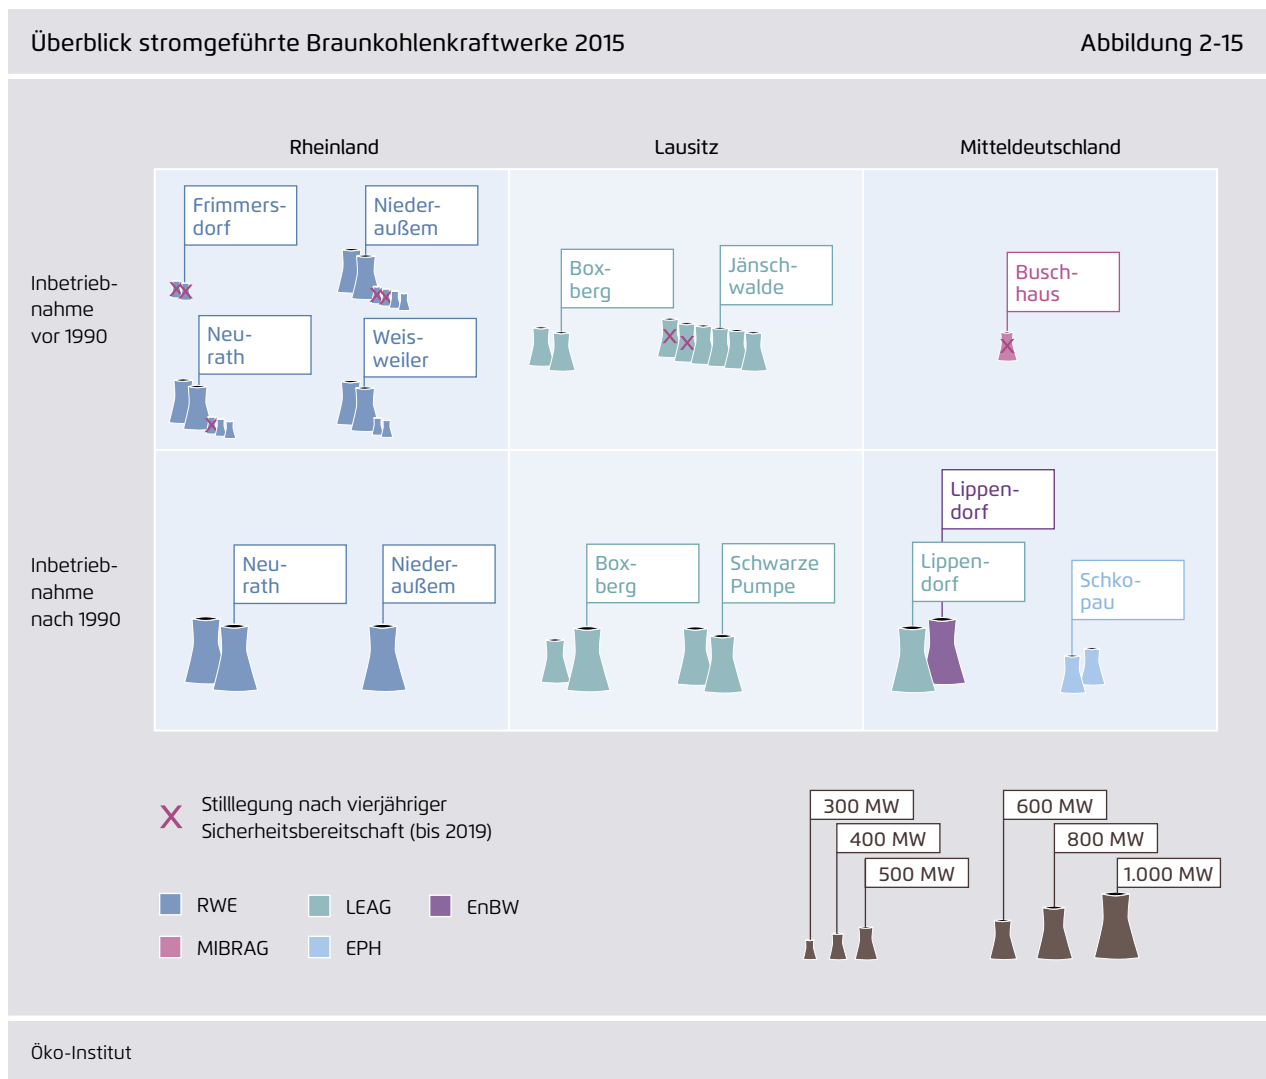 Überblick stromgeführte Braunkohlenkraftwerke 2015
Abbildung 2-15
Rheinland
Lausitz
Mitteldeutschland
Inbetrieb-
nahme
vor 1990
Frimmers-
dorf
Nieder-
außem
Neu-
rath
Weis-
weiler
Box-
berg
Jänsch-
walde
Busch-
haus
Inbetrieb-
nahme
nach 1990
Neu-
rath
Nieder-
außem
Box-
berg
Schwarze
Pumpe
Lippen-
dorf
Lippen-
dorf
Schko-
pau
Stilllegung nach vierjähriger
Sicherheitsbereitschaft (bis 2019)
RWE
LEAG
EnBW
MIBRAG
EPH
300 MW
400 MW
500 MW
600 MW
800 MW
1.000 MW
Öko-Institut